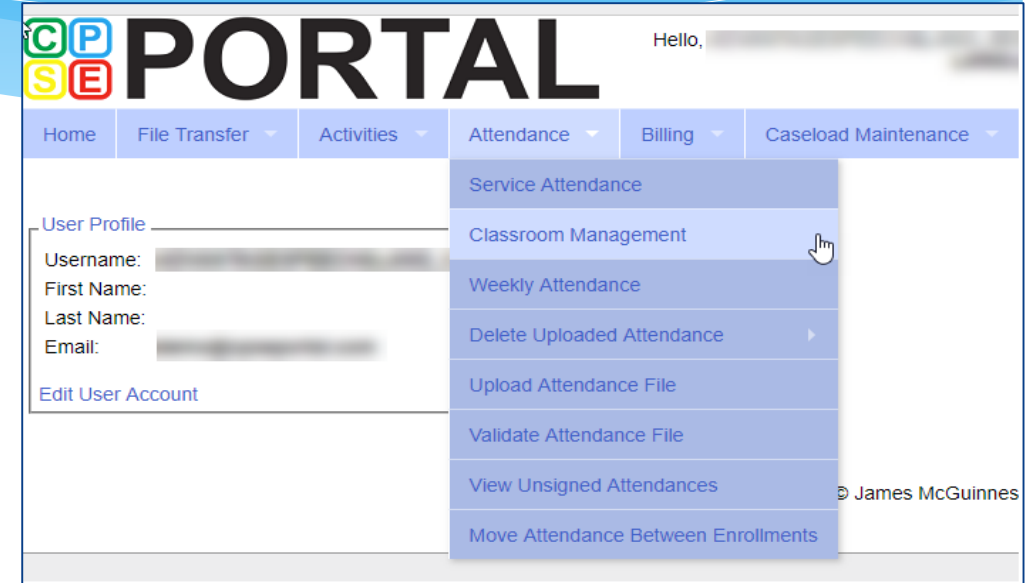 CP
SE
PORTAL
Hello,
Home File Transfer Activities Attendance Billing Caseload Maintenance
User Profile
Username:
First Name:
Last Name:
Email:
Edit User Account
Service Attendance
Classroom Management
Weekly Attendance
Delete Uploaded Attendance
Upload Attendance File
Validate Attendance File
View Unsigned Attendances
Move Attendance Between Enrollments
© James McGuinnes